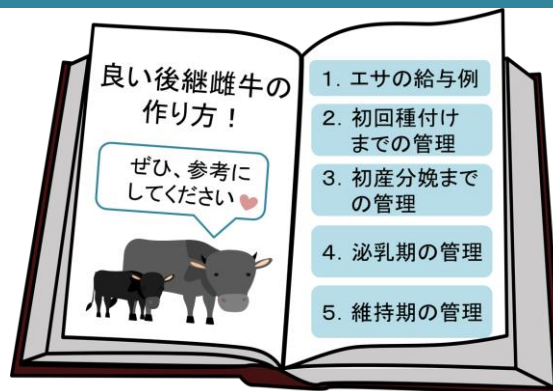 良い後継雌牛の
作り方！
ぜひ、参考に
してください
1. エサの給与例
2. 初回種付け
までの管理
3. 初産分娩まで
の管理
4. 泌乳期の管理
5. 維持期の管理